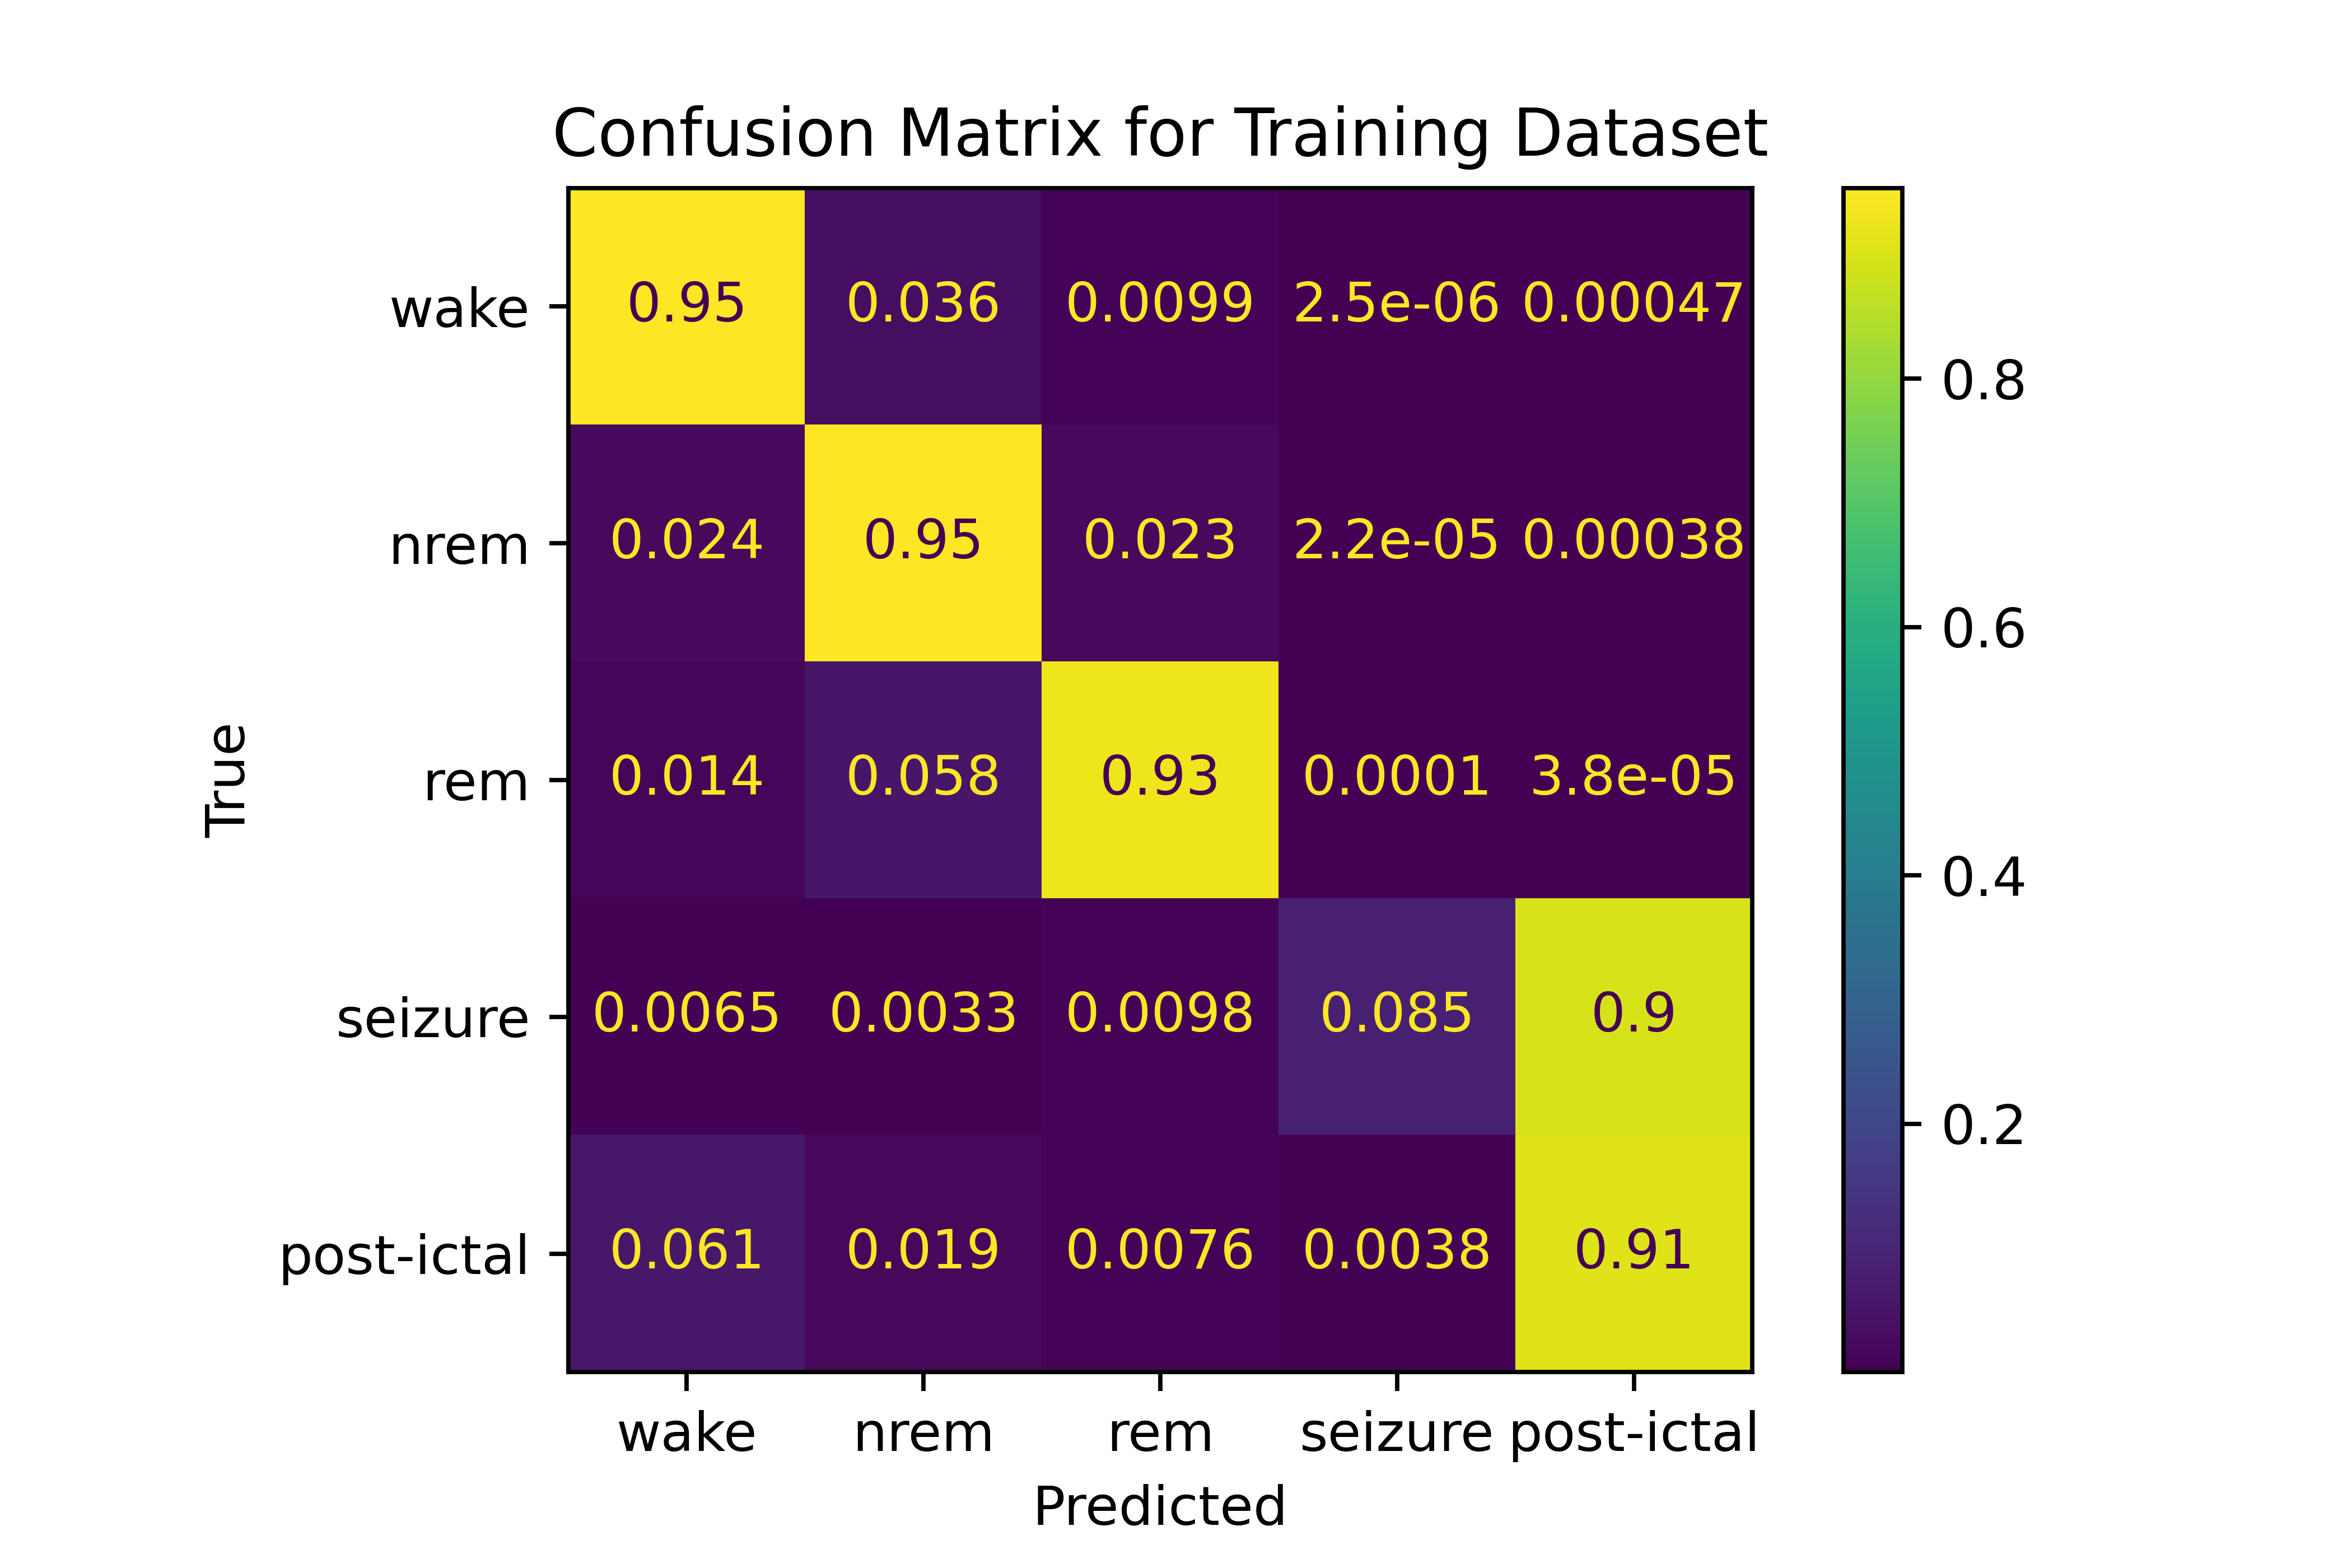 Confusion Matrix for Training Dataset
wake 0.95 0.036 0.0099 2.5e-06 0.00047
nrem 0.024 0.95 0.023 2.2e-05 0.00038
rem 0.014 0.058 0.93 0.0001 3.8e-05
seizure 0.0065 0.0033 0.0098 0.085 0.9
post-ictal 0.061 0.019 0.0076 0.0038 0.91
wake nrem rem seizure post-ictal
Predicted
True
0.8
0.6
0.4
0.2